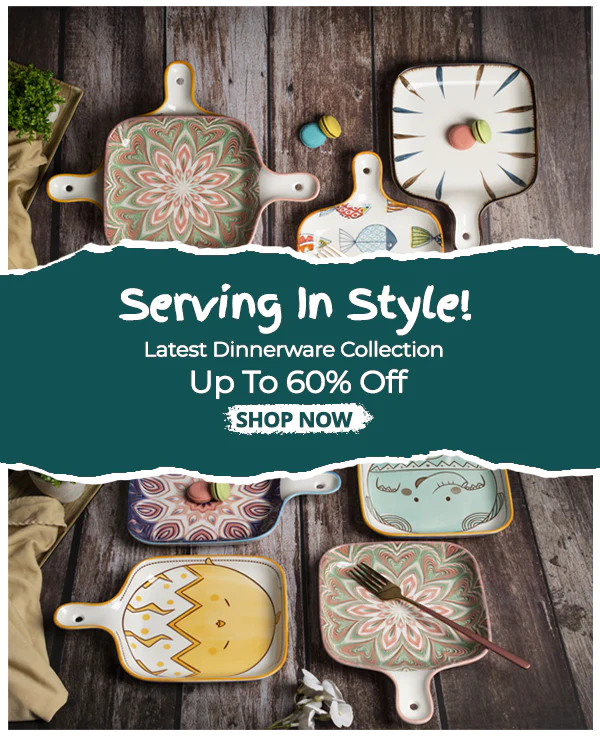 Serving In Style!
Latest Dinnerware Collection
Up To 60% Off
SHOP NOW